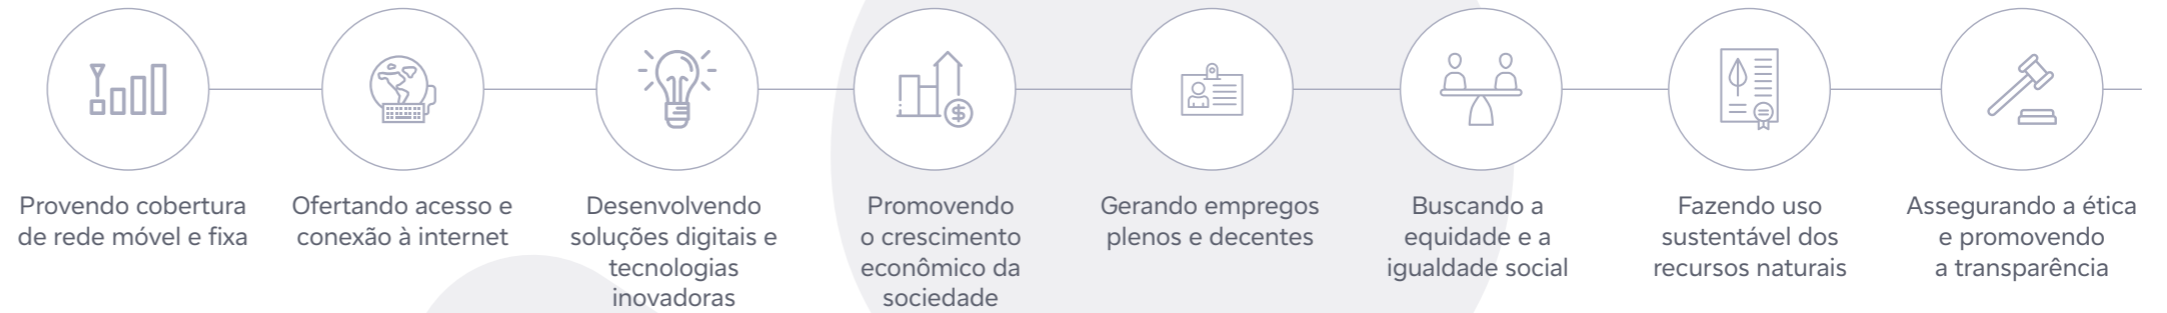 Provendo cobertura
de rede móvel e fixa
Ofertando acesso e
conexão à internet
Desenvolvendo
soluções digitais e
tecnologias
inovadoras
Promovendo
o crescimento
econômico da
sociedade
Gerando empregos
plenos e decentes
Buscando a
equidade e a
igualdade social
Fazendo uso
sustentável dos
recursos naturais
Assegurando a ética
e promovendo
a transparência